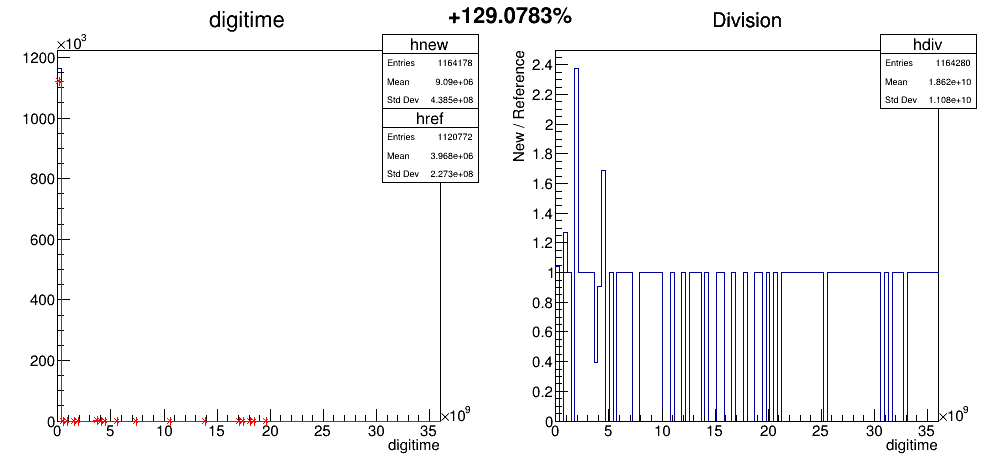 +129.0783%
digitime
×10³
hnew
Entries 1164178
Mean 9.09e+06
Std Dev 4.385e+08
href
Entries 1120772
Mean 3.968e+06
Std Dev 2.273e+08
1200
1000
800
600
400
200
0
0 5 10 15 20 25 30 35
×10⁹
digitime
Division
hdiv
Entries 1164280
Mean 1.862e+10
Std Dev 1.108e+10
New / Reference
2.4
2.2
2
1.8
1.6
1.4
1.2
1
0.8
0.6
0.4
0.2
0
0 5 10 15 20 25 30 35
×10⁹
digitime